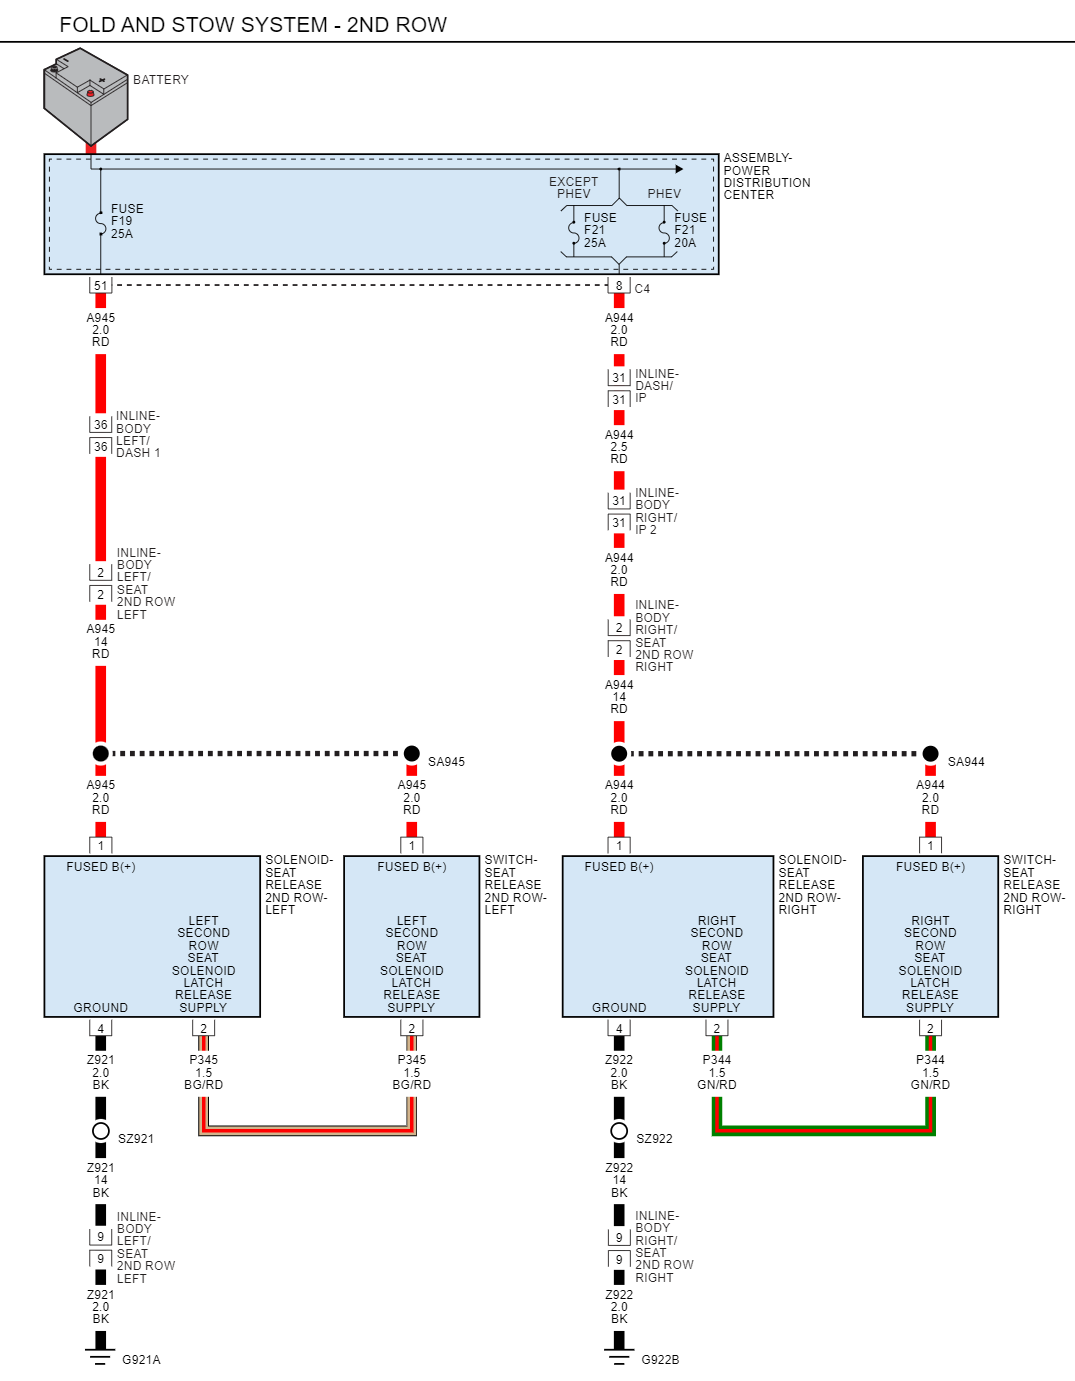 FOLD AND STOW SYSTEM - 2ND ROW
BATTERY
ASSEMBLY-
POWER
DISTRIBUTION
CENTER
FUSE
F19
25A
EXCEPT
PHEV
PHEV
FUSE
F21
25A
FUSE
F21
20A
51
8
C4
A945
2.0
RD
A944
2.0
RD
31
31
INLINE-
DASH/
IP
36
36
INLINE-
BODY
LEFT/
DASH 1
A944
2.5
RD
31
31
INLINE-
BODY
RIGHT/
IP 2
2
2
INLINE-
BODY
LEFT/
SEAT
2ND ROW
LEFT
A944
2.0
RD
2
2
INLINE-
BODY
RIGHT/
SEAT
2ND ROW
RIGHT
A945
14
RD
A944
14
RD
SA945
SA944
A945
2.0
RD
A945
2.0
RD
A944
2.0
RD
A944
2.0
RD
1
1
1
1
FUSED B(+)
LEFT
SECOND
ROW
SEAT
SOLENOID
LATCH
RELEASE
SUPPLY
GROUND
SOLENOID-
SEAT
RELEASE
2ND ROW-
LEFT
FUSED B(+)
LEFT
SECOND
ROW
SEAT
SOLENOID
LATCH
RELEASE
SUPPLY
SWITCH-
SEAT
RELEASE
2ND ROW-
LEFT
FUSED B(+)
RIGHT
SECOND
ROW
SEAT
SOLENOID
LATCH
RELEASE
SUPPLY
GROUND
SOLENOID-
SEAT
RELEASE
2ND ROW-
RIGHT
FUSED B(+)
RIGHT
SECOND
ROW
SEAT
SOLENOID
LATCH
RELEASE
SUPPLY
SWITCH-
SEAT
RELEASE
2ND ROW-
RIGHT
4
2
2
4
2
2
Z921
2.0
BK
P345
1.5
BG/RD
P345
1.5
BG/RD
Z922
2.0
BK
P344
1.5
GN/RD
P344
1.5
GN/RD
SZ921
SZ922
Z921
14
BK
Z922
14
BK
9
9
INLINE-
BODY
LEFT/
SEAT
2ND ROW
LEFT
9
9
INLINE-
BODY
RIGHT/
SEAT
2ND ROW
RIGHT
Z921
2.0
BK
Z922
2.0
BK
G921A
G922B